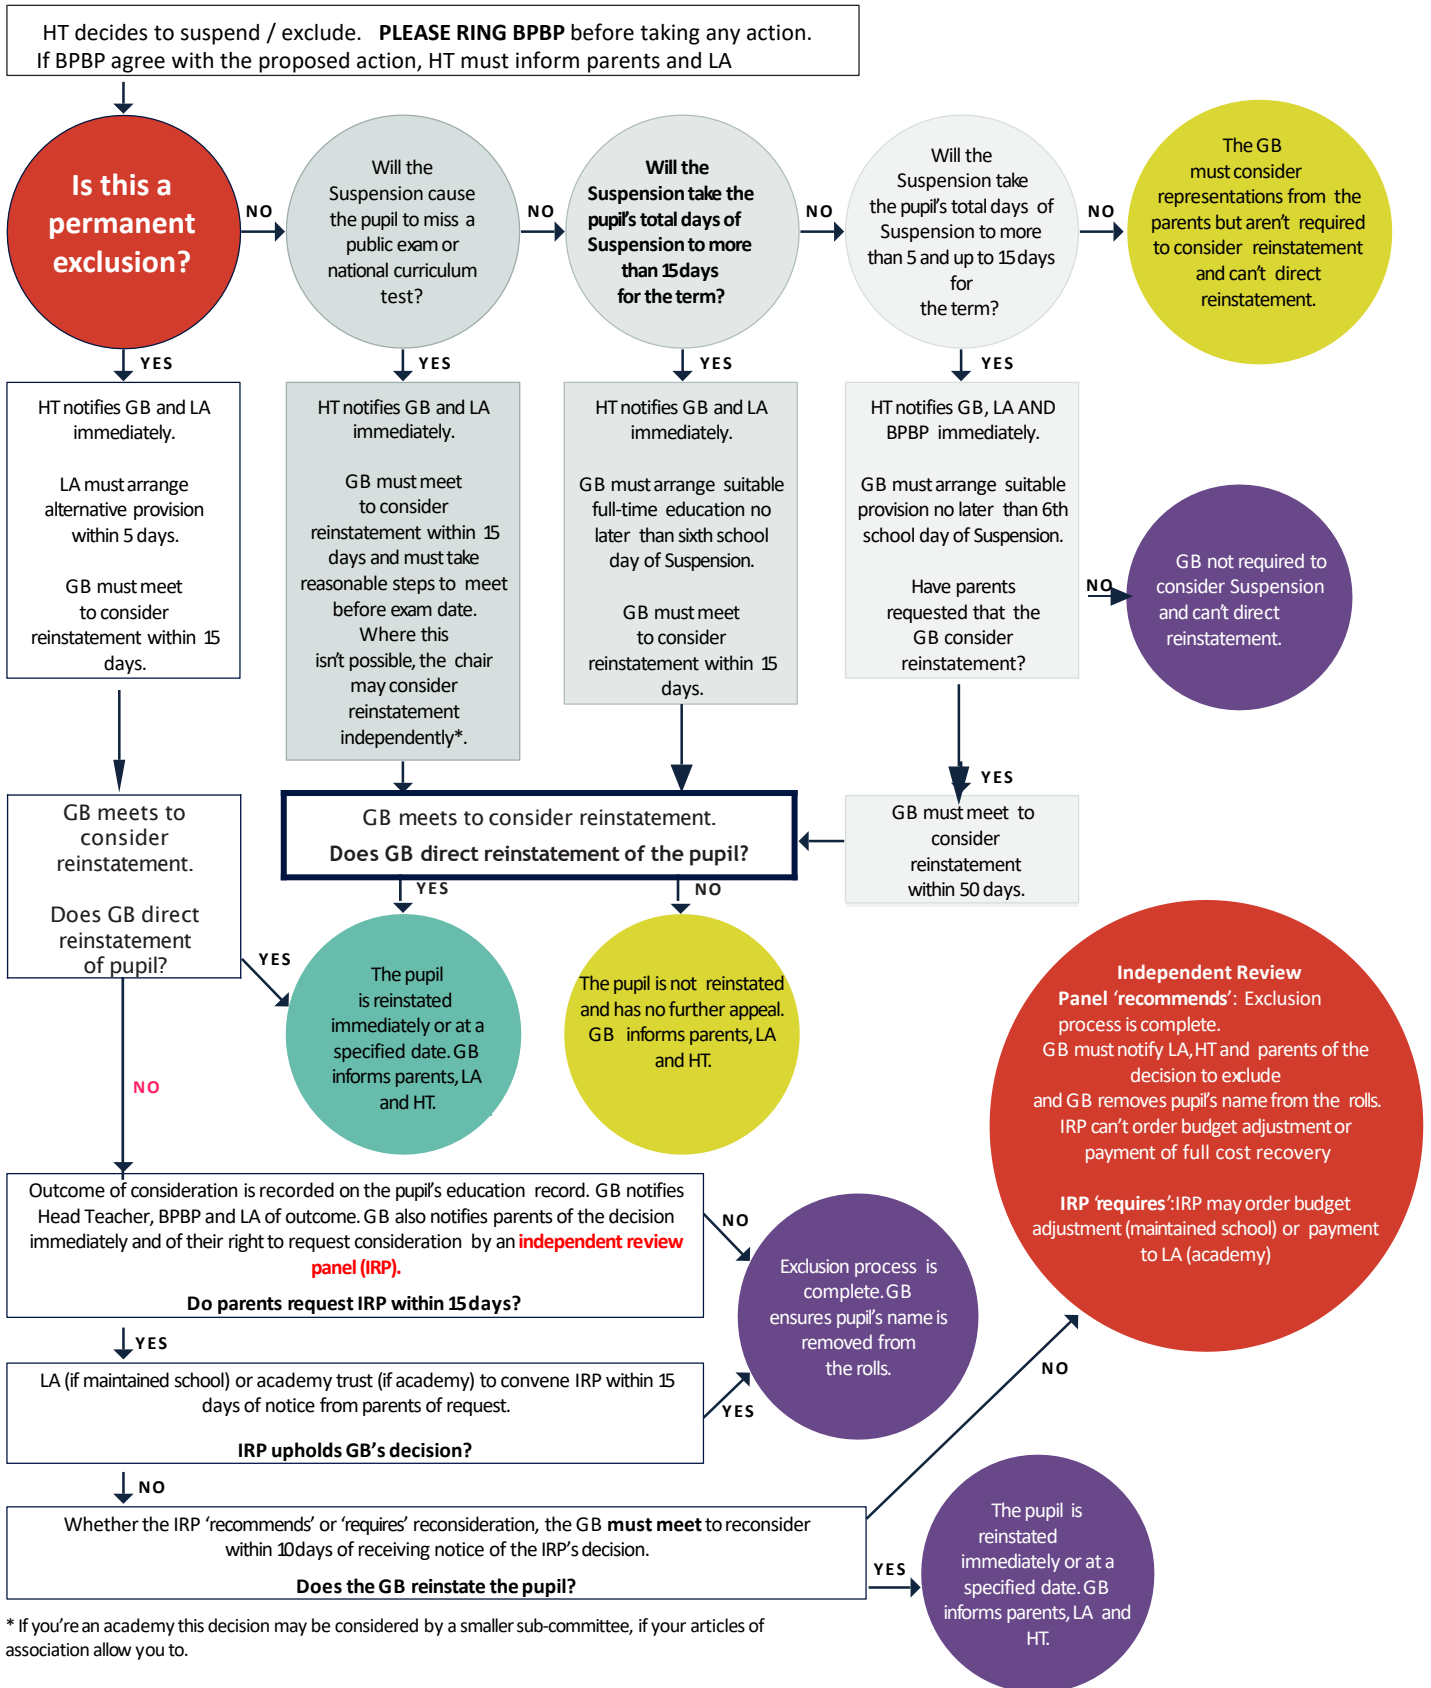 HT decides to suspend / exclude. PLEASE RING BPBP before taking any action.
If BPBP agree with the proposed action, HT must inform parents and LA
Is this a
permanent
exclusion?
NO
Will the
Suspension cause
the pupil to miss a
public exam or
national curriculum
test?
NO
Will the
Suspension take the
pupil's total days of
Suspension to more
than 15 days
for the term?
NO
Will the
Suspension take
the pupil's total days of
Suspension to more
than 5 and up to 15 days
for
the term?
NO
The GB
must consider
representations from the
parents but aren't required
to consider reinstatement
and can't direct
reinstatement.
YES
YES
YES
YES
HT notifies GB and LA
immediately.
LA must arrange
alternative provision
within 5 days.
GB must meet
to consider
reinstatement within 15
days.
HT notifies GB and LA
immediately.
GB must meet
to consider
reinstatement within 15
days and must take
reasonable steps to meet
before exam date.
Where this
isn't possible, the chair
may consider
reinstatement
independently*.
HT notifies GB and LA
immediately.
GB must arrange suitable
full-time education no
later than sixth school
day of Suspension.
GB must meet
to consider
reinstatement within 15
days.
HT notifies GB, LA AND
BPBP immediately.
GB must arrange suitable
provision no later than 6th
school day of Suspension.
Have parents
requested that the
GB consider
reinstatement?
NO
GB not required to
consider Suspension
and can't direct
reinstatement.
YES
GB must meet to
consider
reinstatement
within 50 days.
GB meets to
consider
reinstatement.
Does GB direct
reinstatement
of pupil?
GB meets to consider reinstatement.
Does GB direct reinstatement of the pupil?
YES
NO
YES
The pupil
is reinstated
immediately or at a
specified date. GB
informs parents, LA
and HT.
The pupil is not reinstated
and has no further appeal.
GB informs parents, LA
and HT.
NO
Independent Review
Panel 'recommends': Exclusion
process is complete.
GB must notify LA, HT and parents of the
decision to exclude
and GB removes pupil's name from the rolls.
IRP can't order budget adjustment or
payment of full cost recovery
IRP 'requires':IRP may order budget
adjustment (maintained school) or payment
to LA (academy)
Outcome of consideration is recorded on the pupil's education record. GB notifies
Head Teacher, BPBP and LA of outcome. GB also notifies parents of the decision
immediately and of their right to request consideration by an independent review
panel (IRP).
Do parents request IRP within 15 days?
NO
Exclusion process is
complete. GB
ensures pupil's name is
removed from
the rolls.
YES
LA (if maintained school) or academy trust (if academy) to convene IRP within 15
days of notice from parents of request.
IRP upholds GB's decision?
YES
NO
NO
Whether the IRP 'recommends' or 'requires' reconsideration, the GB must meet to reconsider
within 10 days of receiving notice of the IRP's decision.
Does the GB reinstate the pupil?
YES
The pupil is
reinstated
immediately or at a
specified date. GB
informs parents, LA and
HT.
* If you're an academy this decision may be considered by a smaller sub-committee, if your articles of
association allow you to.